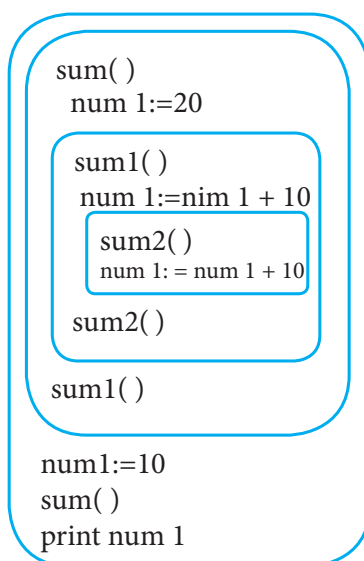 sum( )
num 1:=20
sum1( )
num 1:=nim 1 + 10
sum2( )
num 1: = num 1 + 10
sum2( )
sum1( )
num1:=10
sum( )
print num 1